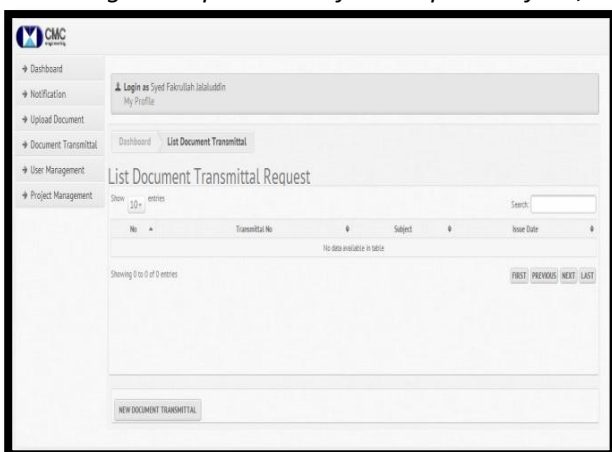 CMC
engineering
Dashboard
Notification
Upload Document
Document Transmittal
User Management
Project Management
Login as Syed Fakrullah Jalaluddin
My Profile
Dashboard List Document Transmittal
List Document Transmittal Request
Show 10 entries
Search:
No Transmittal No Subject Issue Date
No data available in table
Showing 0 to 0 of 0 entries
FIRST PREVIOUS NEXT LAST
NEW DOCUMENT TRANSMITTAL